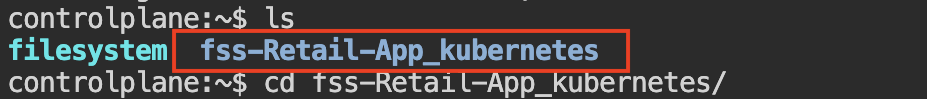 controlplane:~$ ls
filesystem fss-Retail-App_kubernetes
controlplane:~$ cd fss-Retail-App_kubernetes/